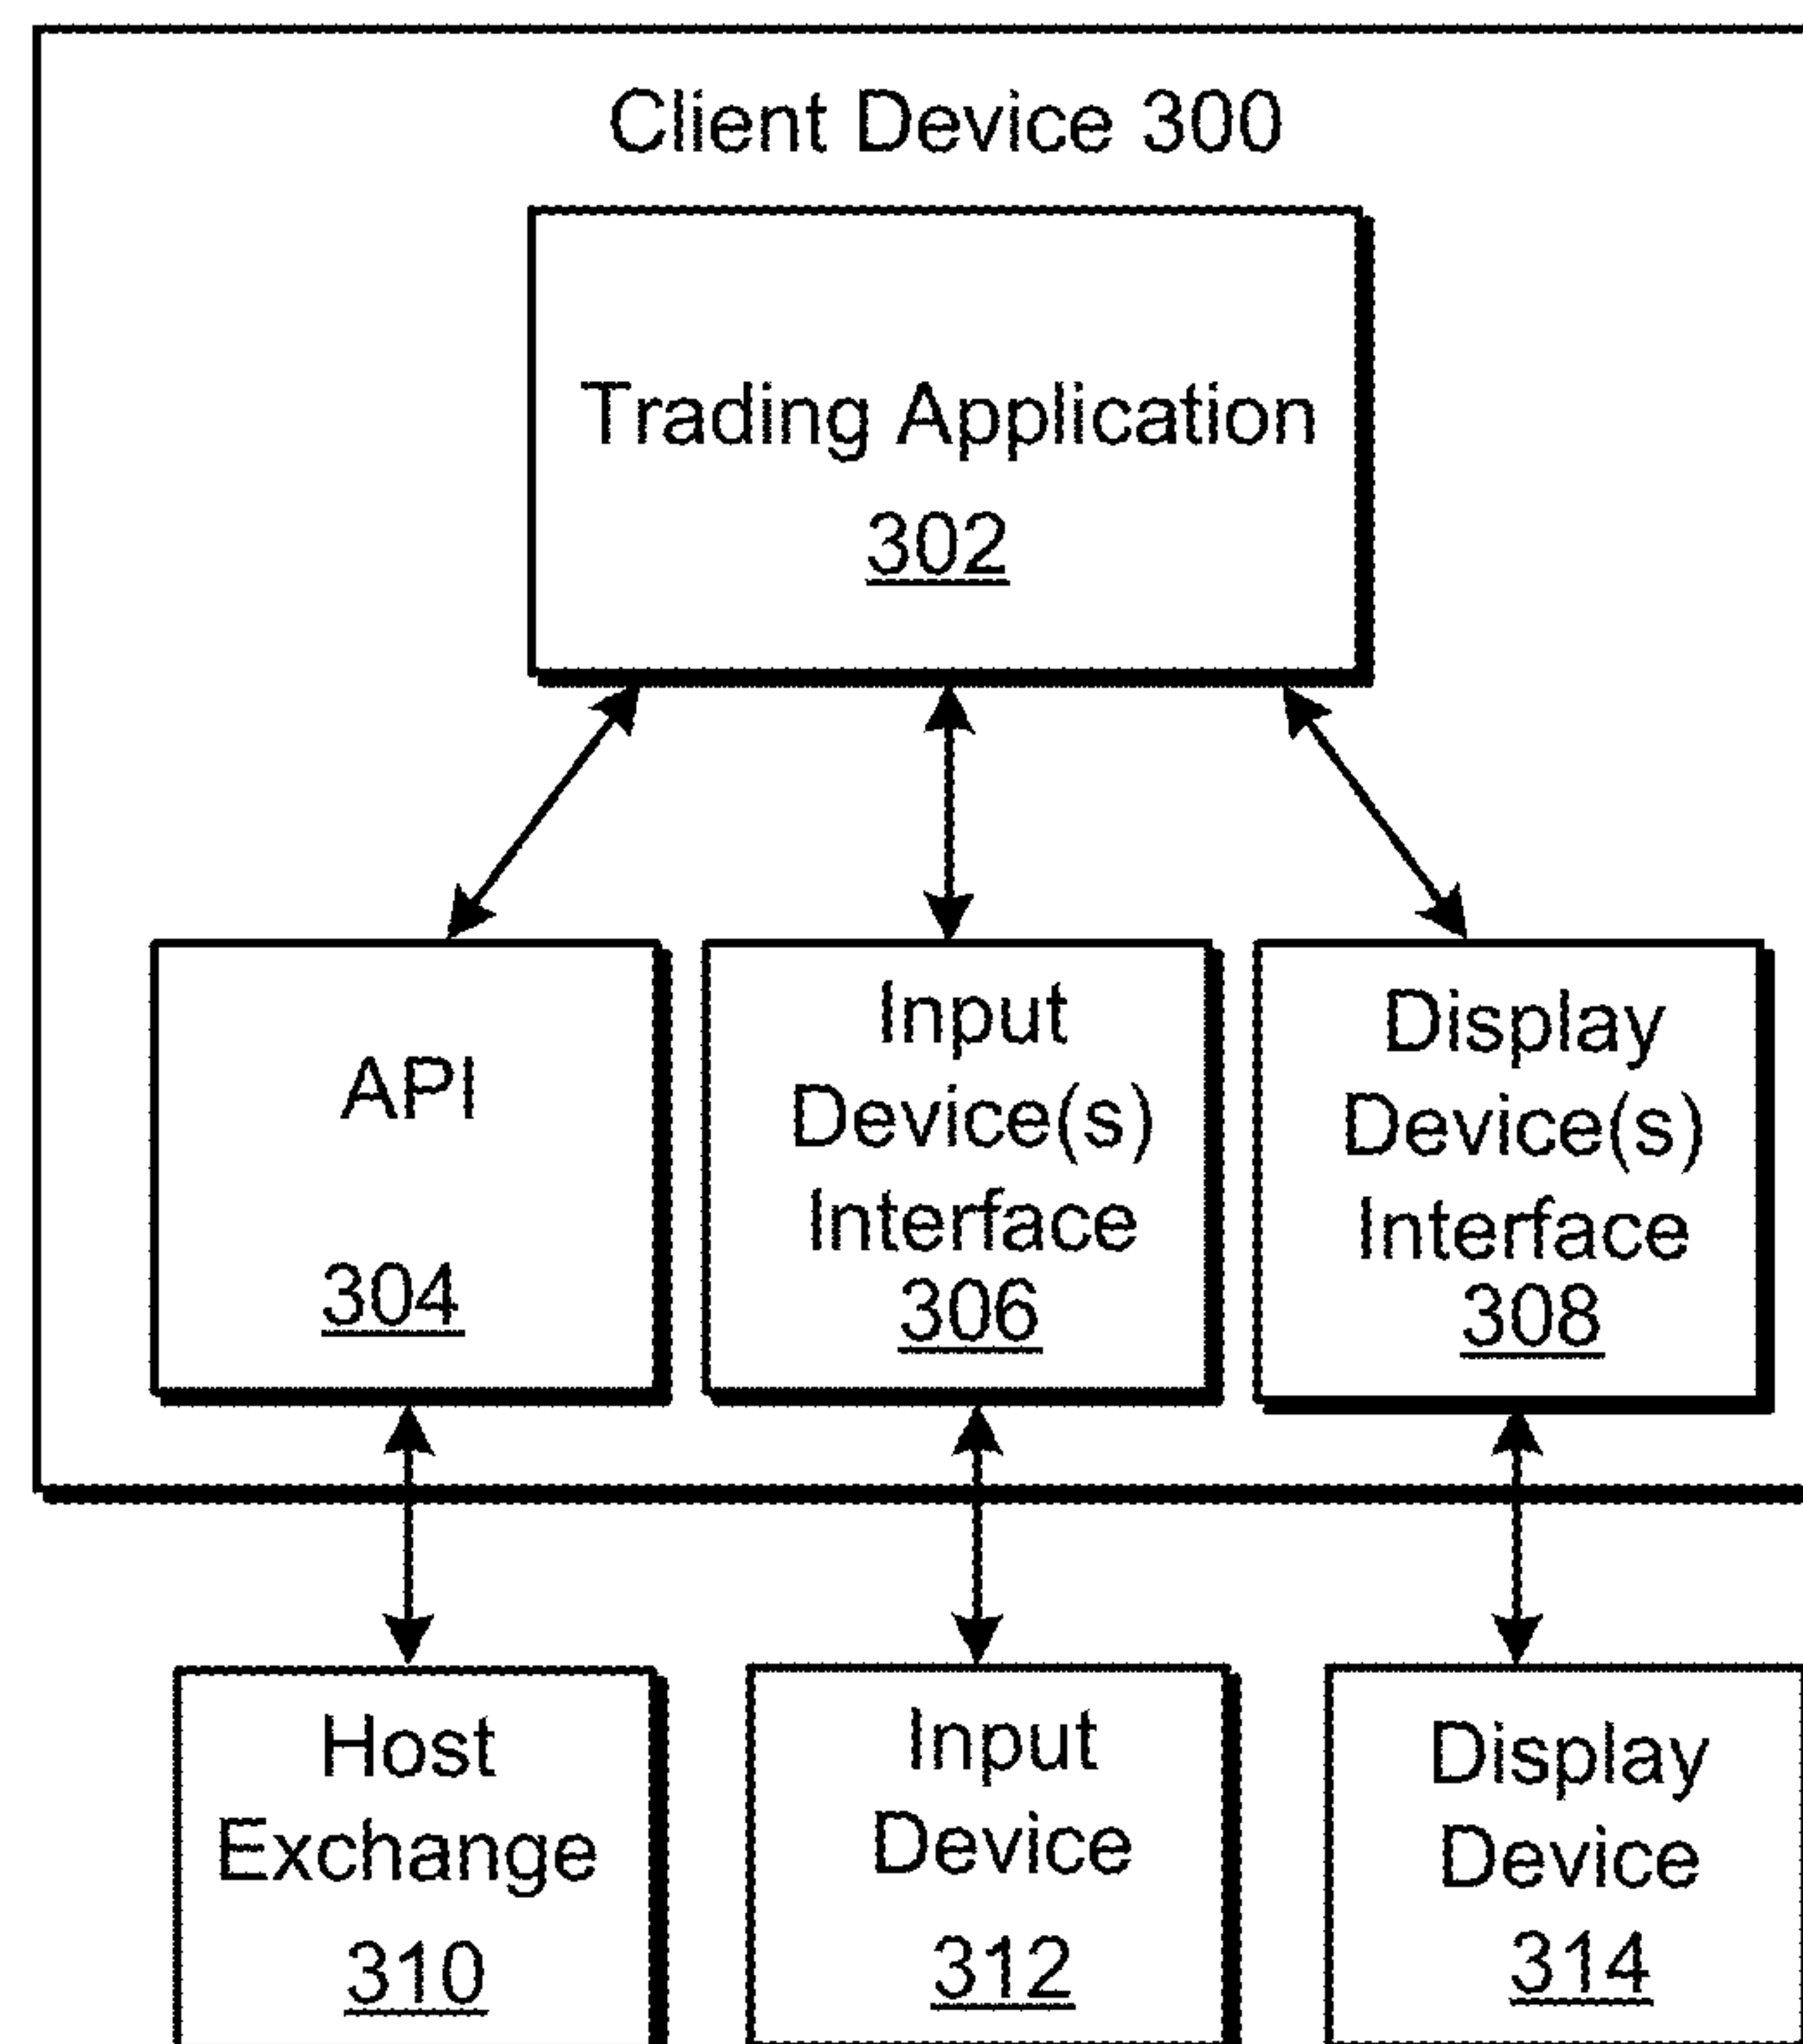 Client Device 300
Trading Application
302
API
304
Input
Device(s)
Interface
306
Display
Device(s)
Interface
308
Host
Exchange
310
Input
Device
312
Display
Device
314